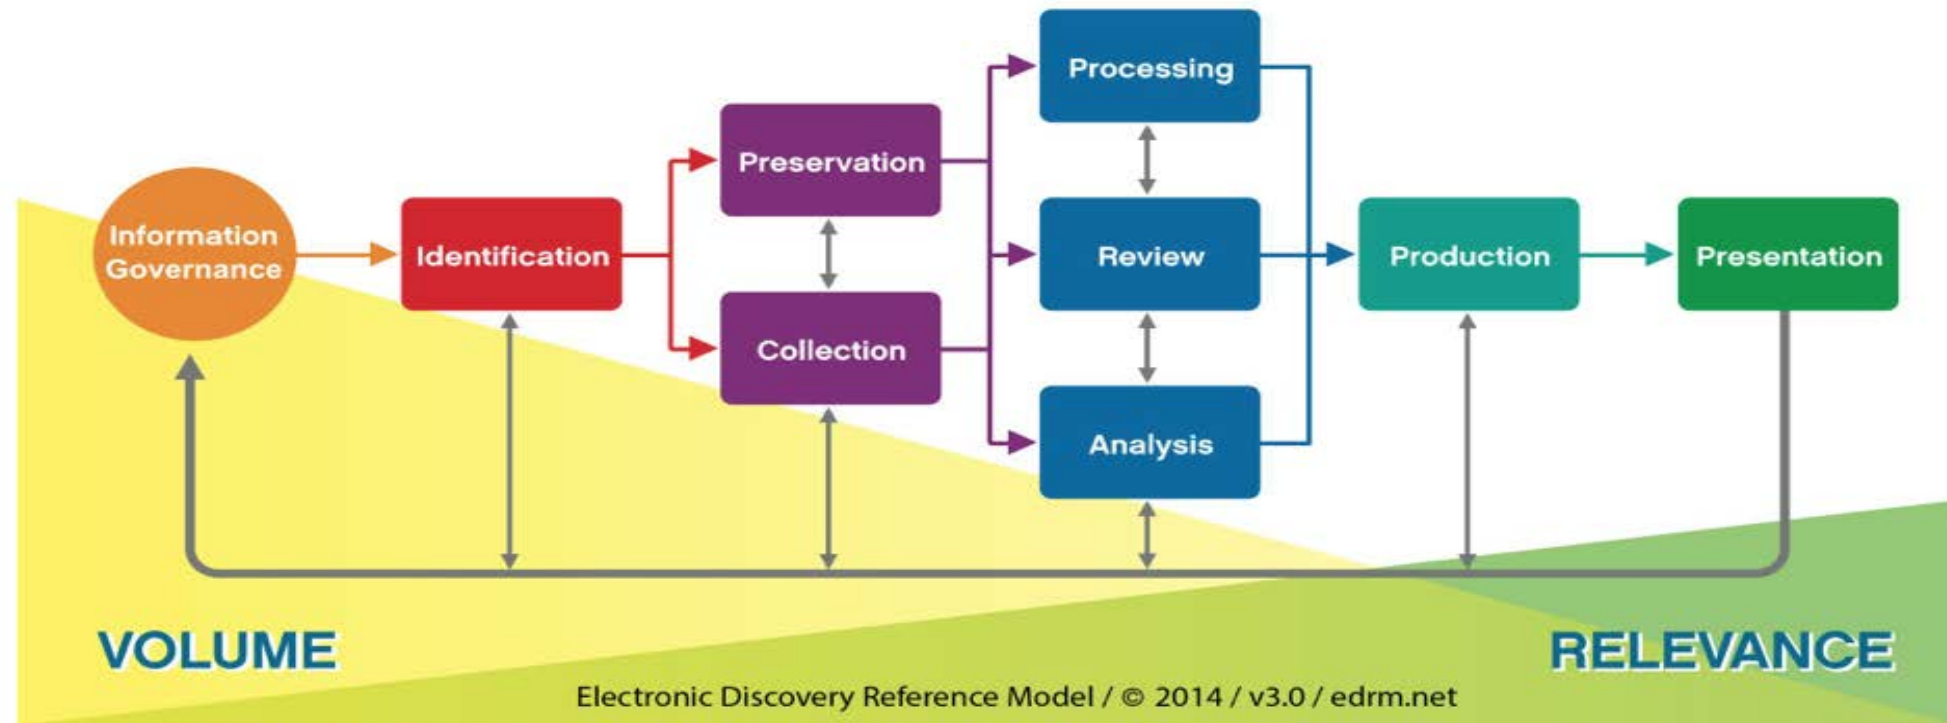 Processing
Preservation
Information
Governance
Identification
Review
Production
Presentation
Collection
Analysis
VOLUME
RELEVANCE
Electronic Discovery Reference Model / © 2014 / v3.0 / edrm.net